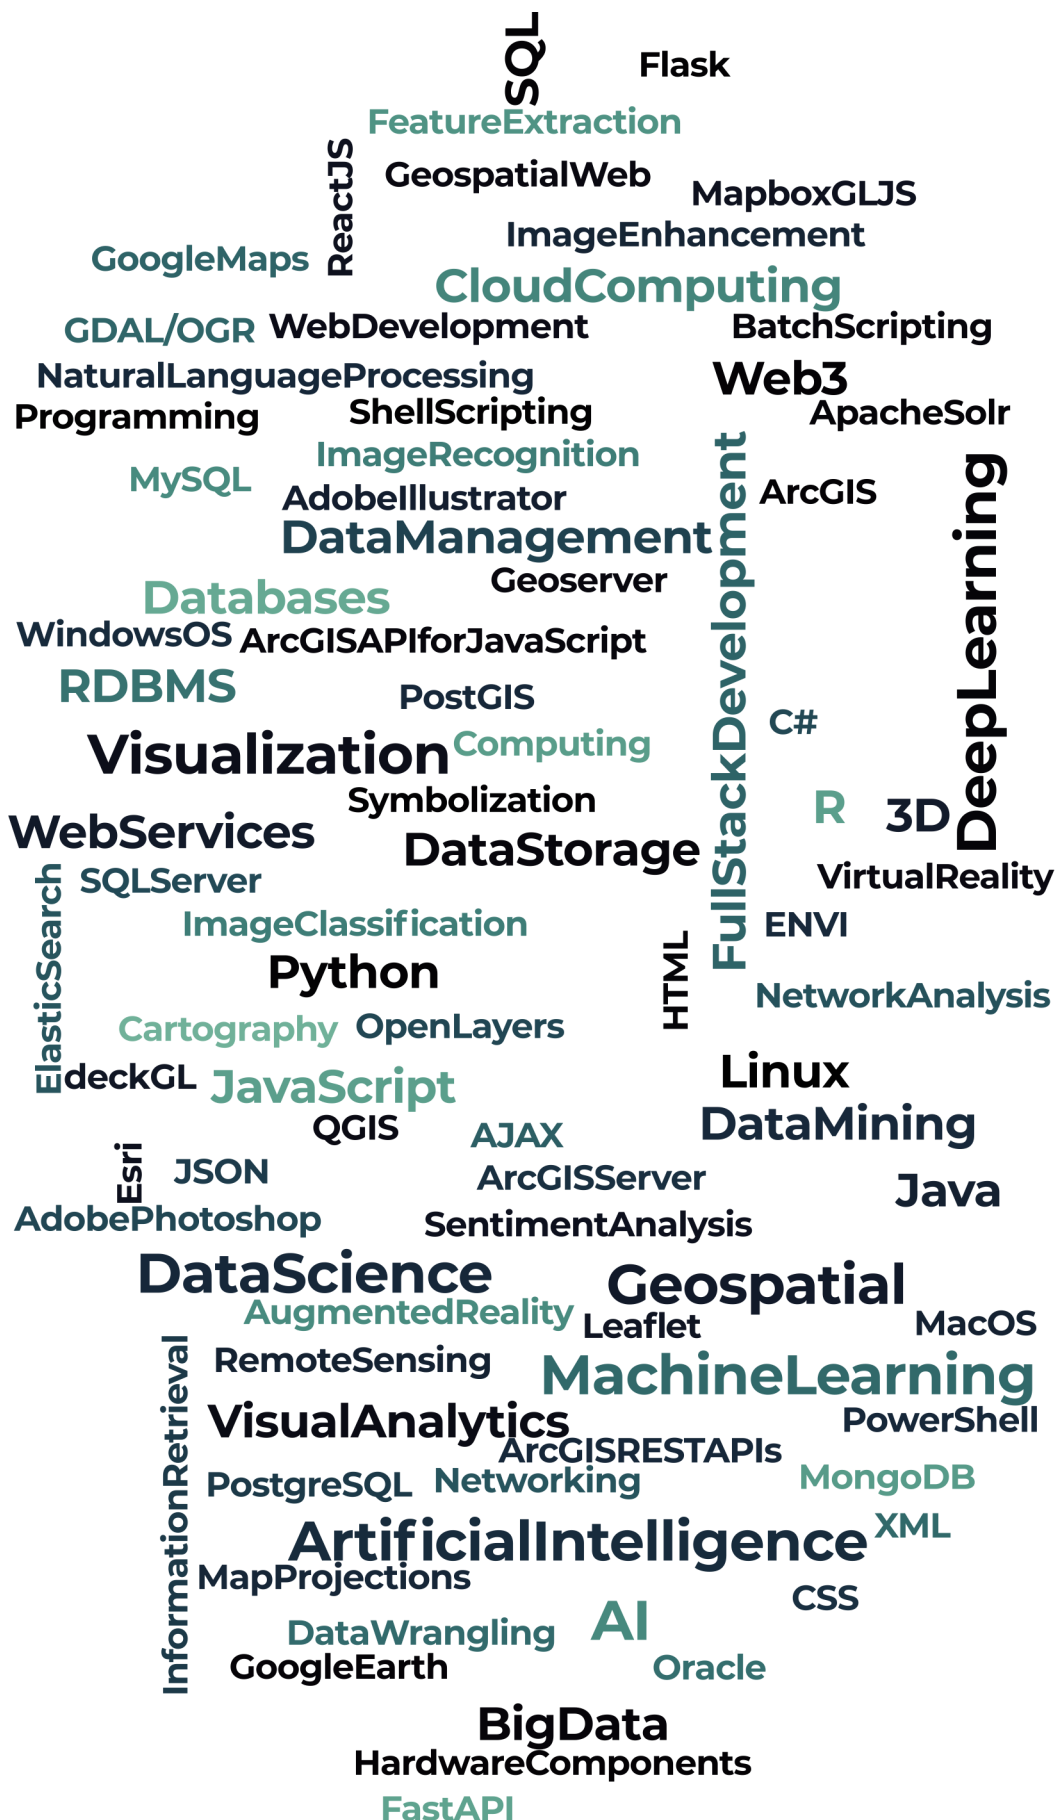 SQL
Flask
FeatureExtraction
ReactJS
GeospatialWeb
MapboxGLJS
ImageEnhancement
GoogleMaps
CloudComputing
GDAL/OGR
WebDevelopment
BatchScripting
NaturalLanguageProcessing
Web3
Programming
ShellScripting
ApacheSolr
ImageRecognition
MySQL
AdobeIllustrator
ArcGIS
DataManagement
FullStackDevelopment
DeepLearning
Geoserver
Databases
WindowsOS
ArcGISAPIforJavaScript
RDBMS
PostGIS
C#
Visualization
Computing
Symbolization
R
3D
WebServices
DataStorage
SQLServer
VirtualReality
ElasticSearch
ImageClassification
ENVI
Python
HTML
NetworkAnalysis
Cartography
OpenLayers
deckGL
JavaScript
Linux
QGIS
AJAX
DataMining
Esri
JSON
ArcGISServer
Java
AdobePhotoshop
SentimentAnalysis
DataScience
Geospatial
AugmentedReality
Leaflet
MacOS
InformationRetrieval
RemoteSensing
MachineLearning
VisualAnalytics
PowerShell
ArcGISRESTAPIs
PostgreSQL
Networking
MongoDB
ArtificialIntelligence
XML
MapProjections
CSS
DataWrangling
AI
GoogleEarth
Oracle
BigData
HardwareComponents
FastAPI